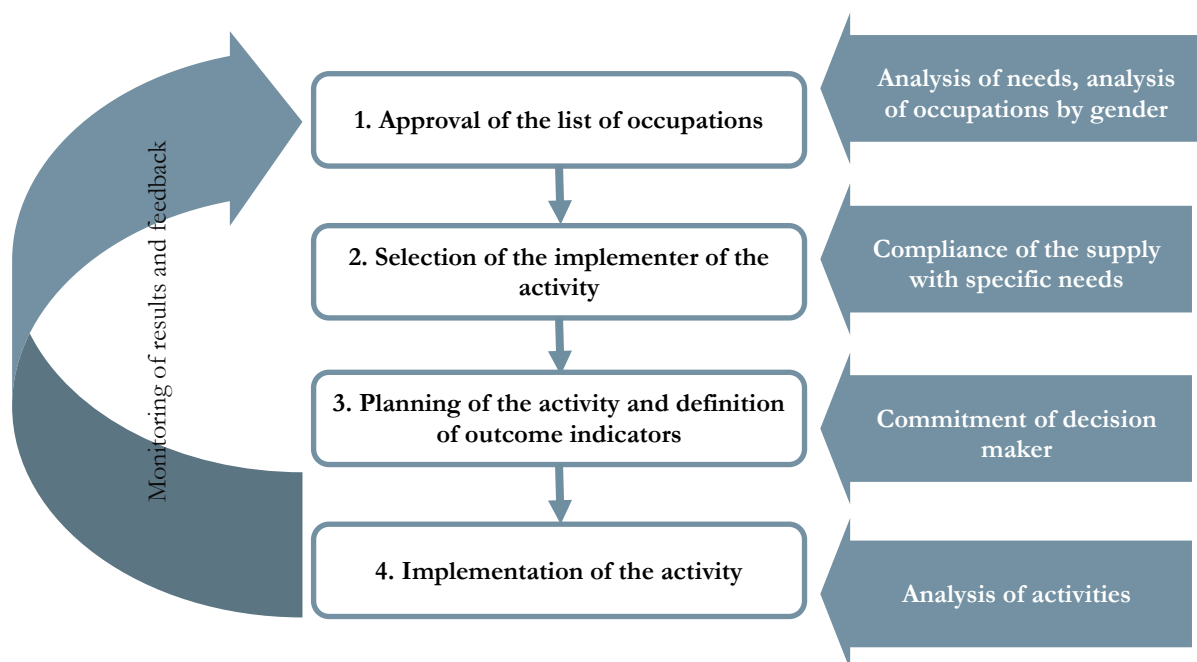 Monitoring of results and feedback
1. Approval of the list of occupations
Analysis of needs, analysis
of occupations by gender
2. Selection of the implementer of the
activity
Compliance of the supply
with specific needs
3. Planning of the activity and definition
of outcome indicators
Commitment of decision
maker
4. Implementation of the activity
Analysis of activities